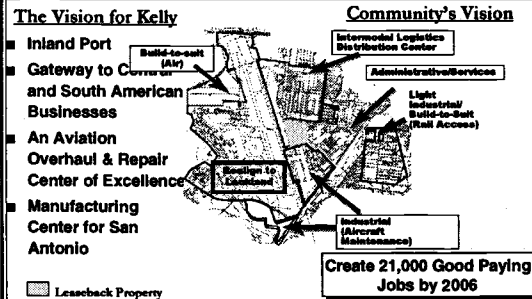 The Vision for Kelly
Community's Vision
Inland Port
Gateway to Central
and South American
Businesses
An Aviation
Overhaul & Repair
Center of Excellence
Manufacturing
Center for San
Antonio
Build-to-suit
(Air)
Intermodal Logistics
Distribution Center
Administrative/Services
Light
Industrial/
Build-to-Suit
(Rail Access)
Realign to
Lackland
Industrial
(Aircraft
Maintenance)
Create 21,000 Good Paying
Jobs by 2006
Leaseback Property